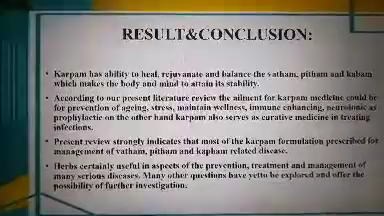 RESULT&CONCLUSION:
• Karpam has ability to heal, rejuvanate and balance the vatham, pitham and kabam
which makes the body and mind to attain its stability.
• According to our present literature review the ailment for karpam medicine could be
for prevention of ageing, stress, maintain wellness, immune enhancing, neurotonic as
prophylactic on the other hand karpam also serves as curative medicine in treating
infections.
• Present review strongly indicates that most of the karpam formulation prescribed for
management of vatham, pitham and kapham related disease.
• Herbs certainly useful in aspects of the prevention, treatment and management of
many serious diseases. Many other questions have yetto be explored and offer the
possibility of further investigation.